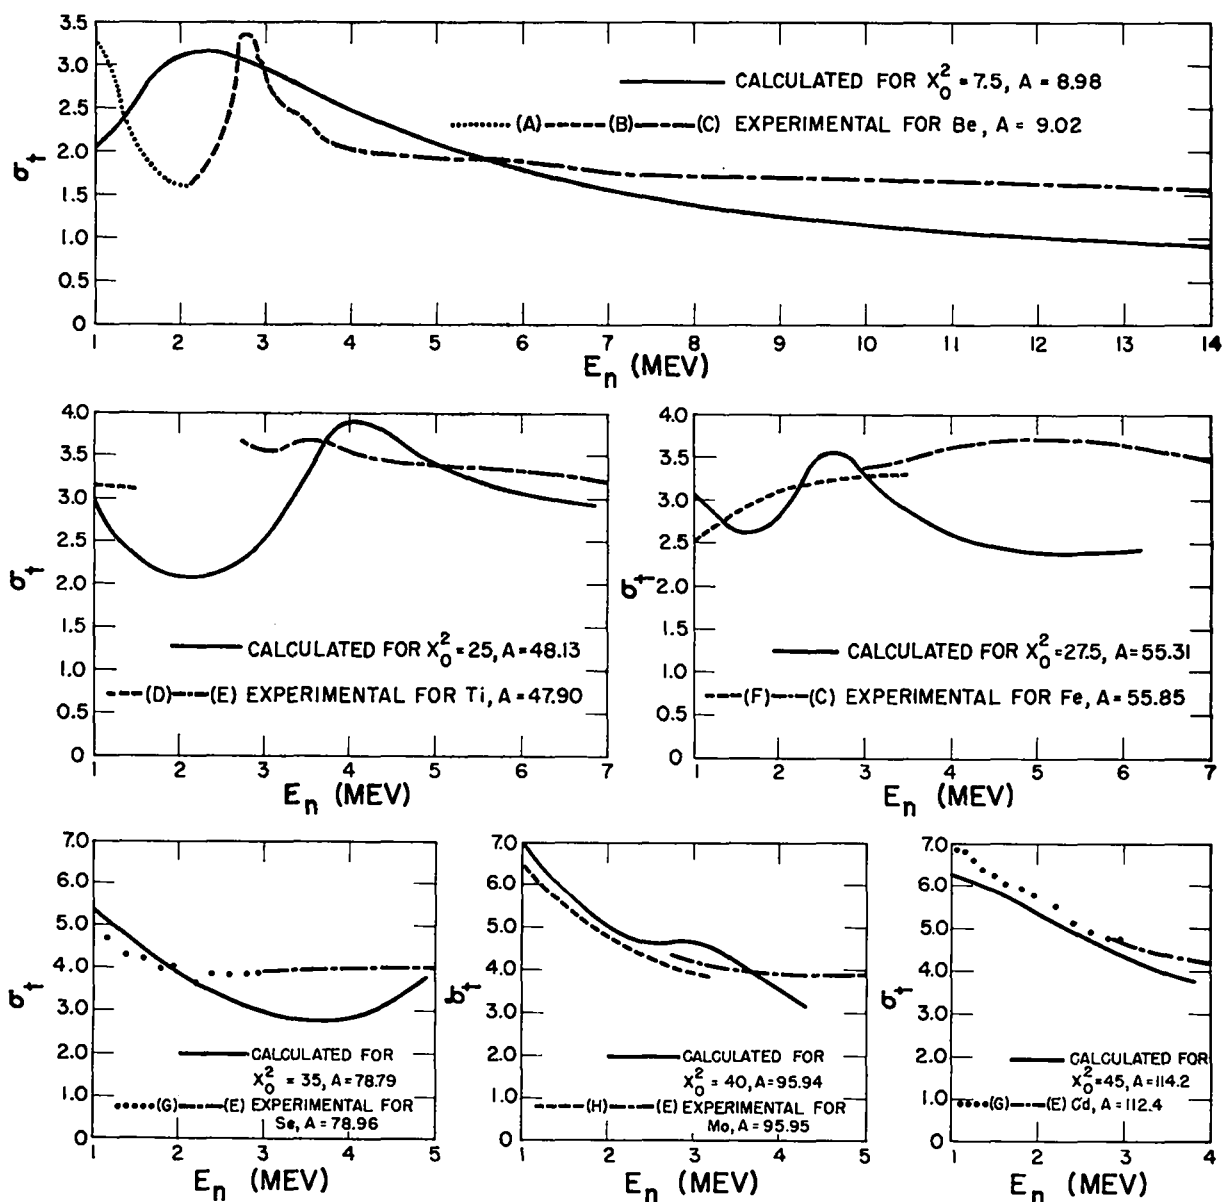 3.5
3.0
2.5
2.0
1.5
1.0
0.5
0
σt
CALCULATED FOR X₀²=7.5, A = 8.98
(A) (B) (C) EXPERIMENTAL FOR Be, A = 9.02
1 2 3 4 5 6 7 8 9 10 11 12 13 14
En (MEV)
4.0
3.5
3.0
2.5
2.0
1.5
1.0
0.5
0
σt
CALCULATED FOR X₀²=25, A=48.13
(D) (E) EXPERIMENTAL FOR Ti, A=47.90
1 2 3 4 5 6 7
En (MEV)
4.0
3.5
3.0
2.5
2.0
1.5
1.0
0.5
0
σt
CALCULATED FOR X₀²=27.5, A=55.31
(F) (C) EXPERIMENTAL FOR Fe, A=55.85
1 2 3 4 5 6 7
En (MEV)
7.0
6.0
5.0
4.0
3.0
2.0
1.0
0
σt
CALCULATED FOR
X₀² = 35, A=78.79
(G) (E) EXPERIMENTAL FOR
Se, A=78.96
1 2 3 4 5
En (MEV)
7.0
6.0
5.0
4.0
3.0
2.0
1.0
0
σt
CALCULATED FOR
X₀² = 40, A=95.94
(H) (E) EXPERIMENTAL FOR
Mo, A=95.95
1 2 3 4 5
En (MEV)
7.0
6.0
5.0
4.0
3.0
2.0
1.0
0
σt
CALCULATED FOR
X₀²=45, A=114.2
(G) (E) Cd, A=112.4
1 2 3 4
En (MEV)